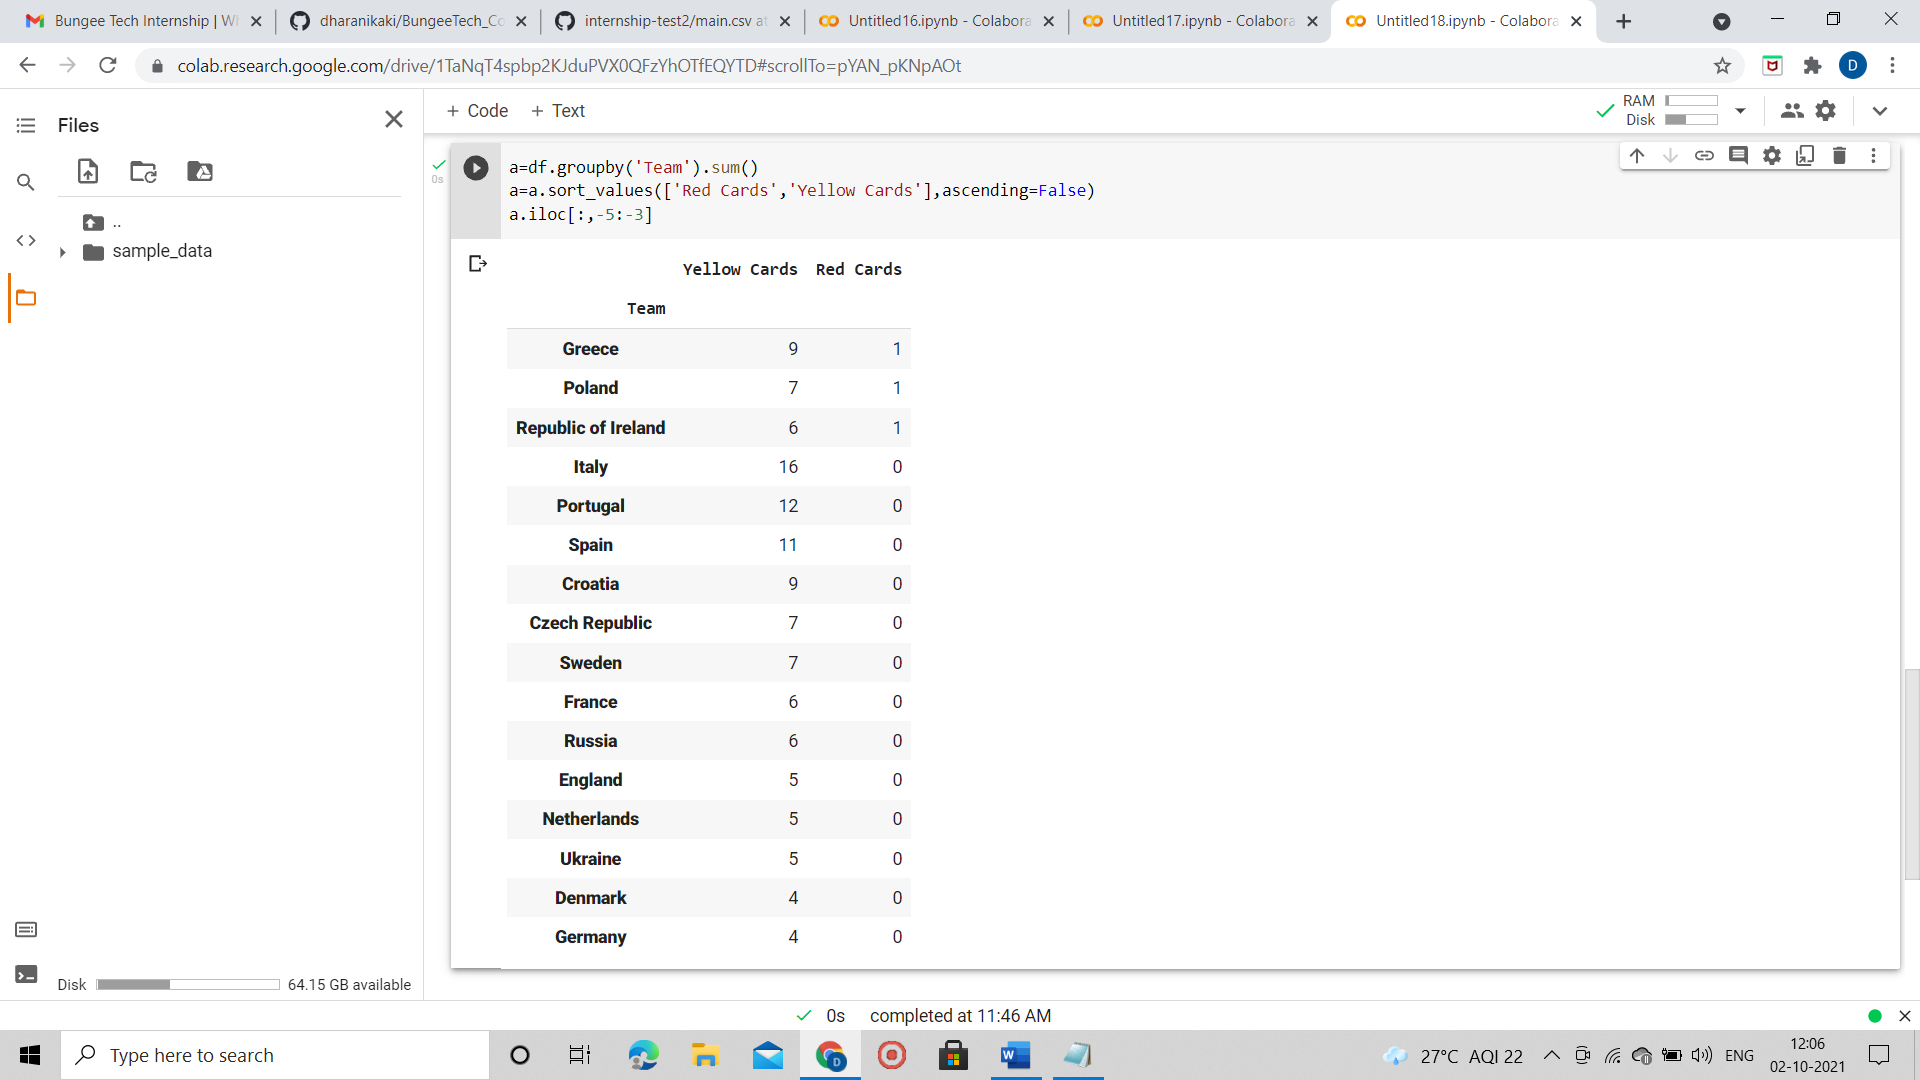 Bungee Tech Internship | Wh
dharanikaki/BungeeTech_Co
internship-test2/main.csv at
Untitled16.ipynb - Colabora
Untitled17.ipynb - Colabora
Untitled18.ipynb - Colabora
colab.research.google.com/drive/1TaNqT4spbp2KJduPVX0QFzYhOTfEQYTD#scrollTo=pYAN_pKNpAOt
D
Files
+ Code + Text
RAM
Disk
..
sample_data
0s
a=df.groupby('Team').sum()
a=a.sort_values(['Red Cards','Yellow Cards'],ascending=False)
a.iloc[:,-5:-3]
Yellow Cards Red Cards
Team
Greece 9 1
Poland 7 1
Republic of Ireland 6 1
Italy 16 0
Portugal 12 0
Spain 11 0
Croatia 9 0
Czech Republic 7 0
Sweden 7 0
France 6 0
Russia 6 0
England 5 0
Netherlands 5 0
Ukraine 5 0
Denmark 4 0
Germany 4 0
Disk 64.15 GB available
0s completed at 11:46 AM
Type here to search
27°C AQI 22
ENG
12:06
02-10-2021